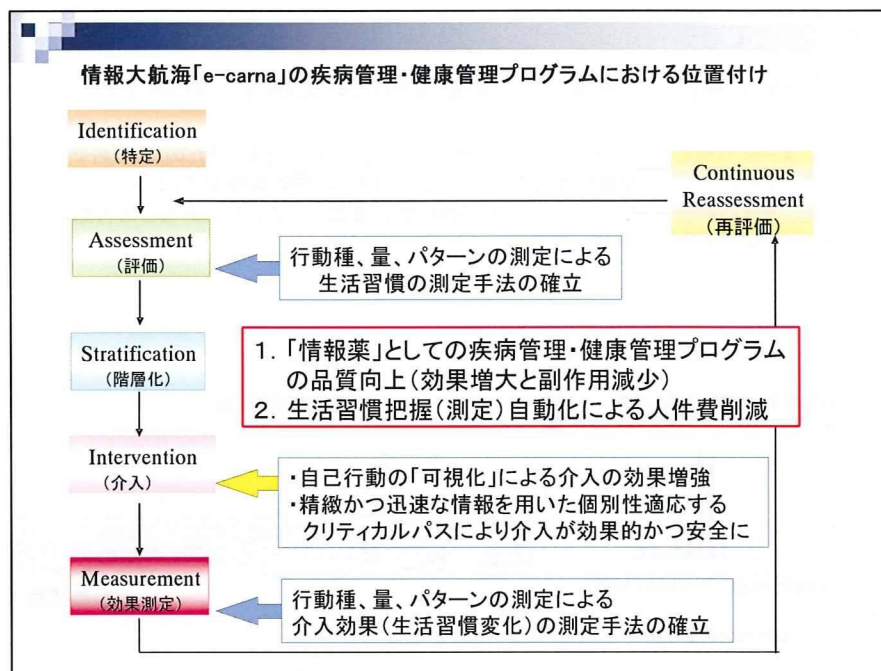 情報大航海「e-carna」の疾病管理・健康管理プログラムにおける位置付け
Identification
（特定）
Continuous
Reassessment
（再評価）
Assessment
（評価）
行動種、量、パターンの測定による
生活習慣の測定手法の確立
Stratification
（階層化）
1．「情報薬」としての疾病管理・健康管理プログラム
の品質向上（効果増大と副作用減少）
2．生活習慣把握（測定）自動化による人件費削減
Intervention
（介入）
・自己行動の「可視化」による介入の効果増強
・精緻かつ迅速な情報を用いた個別性適応する
クリティカルパスにより介入が効果的かつ安全に
Measurement
（効果測定）
行動種、量、パターンの測定による
介入効果（生活習慣変化）の測定手法の確立